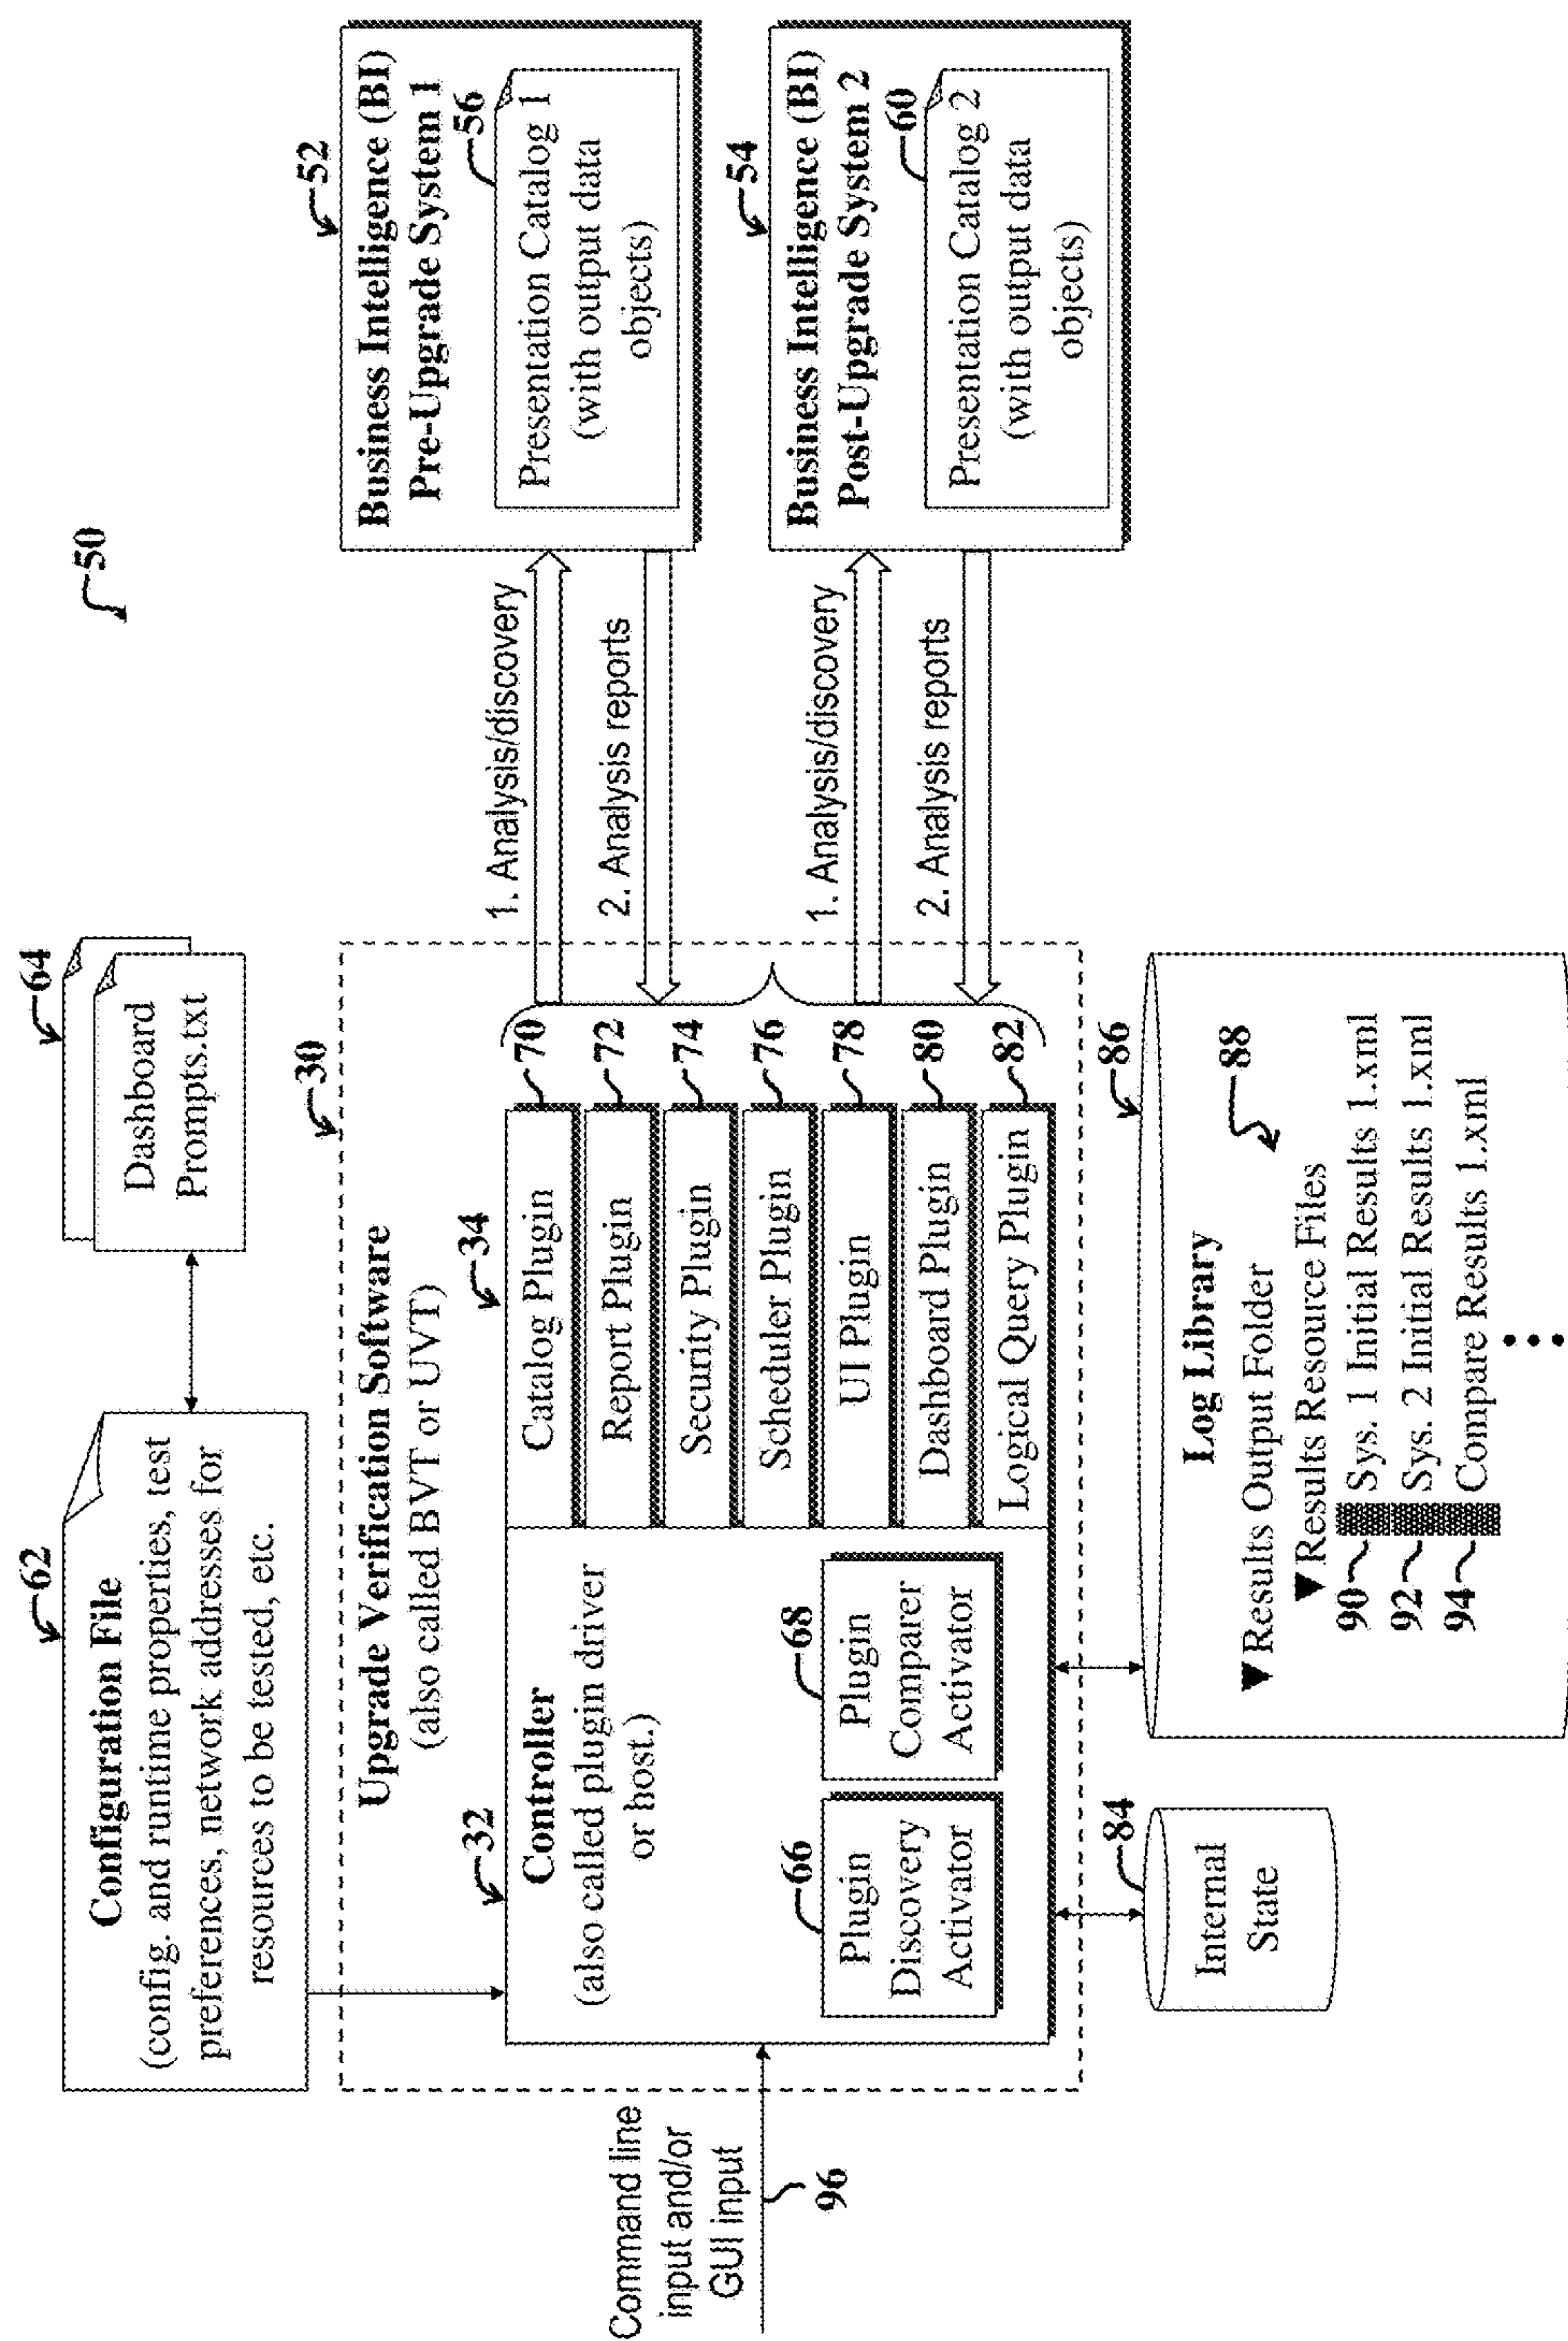 50
62
Configuration File
(config. and runtime properties, test
preferences, network addresses for
resources to be tested, etc.
64
Dashboard
Prompts.txt
30
Upgrade Verification Software
(also called BVT or UVT)
32
Controller
(also called plugin driver
or host.)
66
Plugin
Discovery
Activator
68
Plugin
Comparer
Activator
34
Catalog Plugin
70
Report Plugin
72
Security Plugin
74
Scheduler Plugin
76
UI Plugin
78
Dashboard Plugin
80
Logical Query Plugin
82
Command line
input and/or
GUI input
96
1. Analysis/discovery
2. Analysis reports
1. Analysis/discovery
2. Analysis reports
52
Business Intelligence (BI)
Pre-Upgrade System 1
56
Presentation Catalog 1
(with output data
objects)
54
Business Intelligence (BI)
Post-Upgrade System 2
60
Presentation Catalog 2
(with output data
objects)
84
Internal
State
86
Log Library
88
▼Results Output Folder
▼Results Resource Files
90 Sys. 1 Initial Results 1.xml
92 Sys. 2 Initial Results 1.xml
94 Compare Results 1.xml